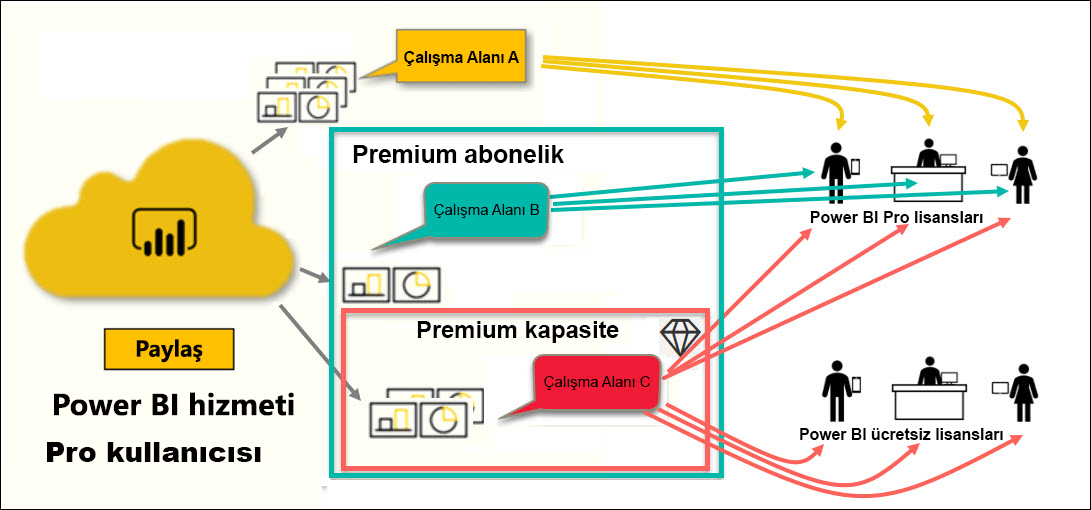 Çalışma Alanı A
Premium abonelik
Çalışma Alanı B
Power BI Pro lisansları
Premium kapasite
Paylaş
Çalışma Alanı C
Power BI hizmeti
Pro kullanıcısı
Power BI ücretsiz lisansları